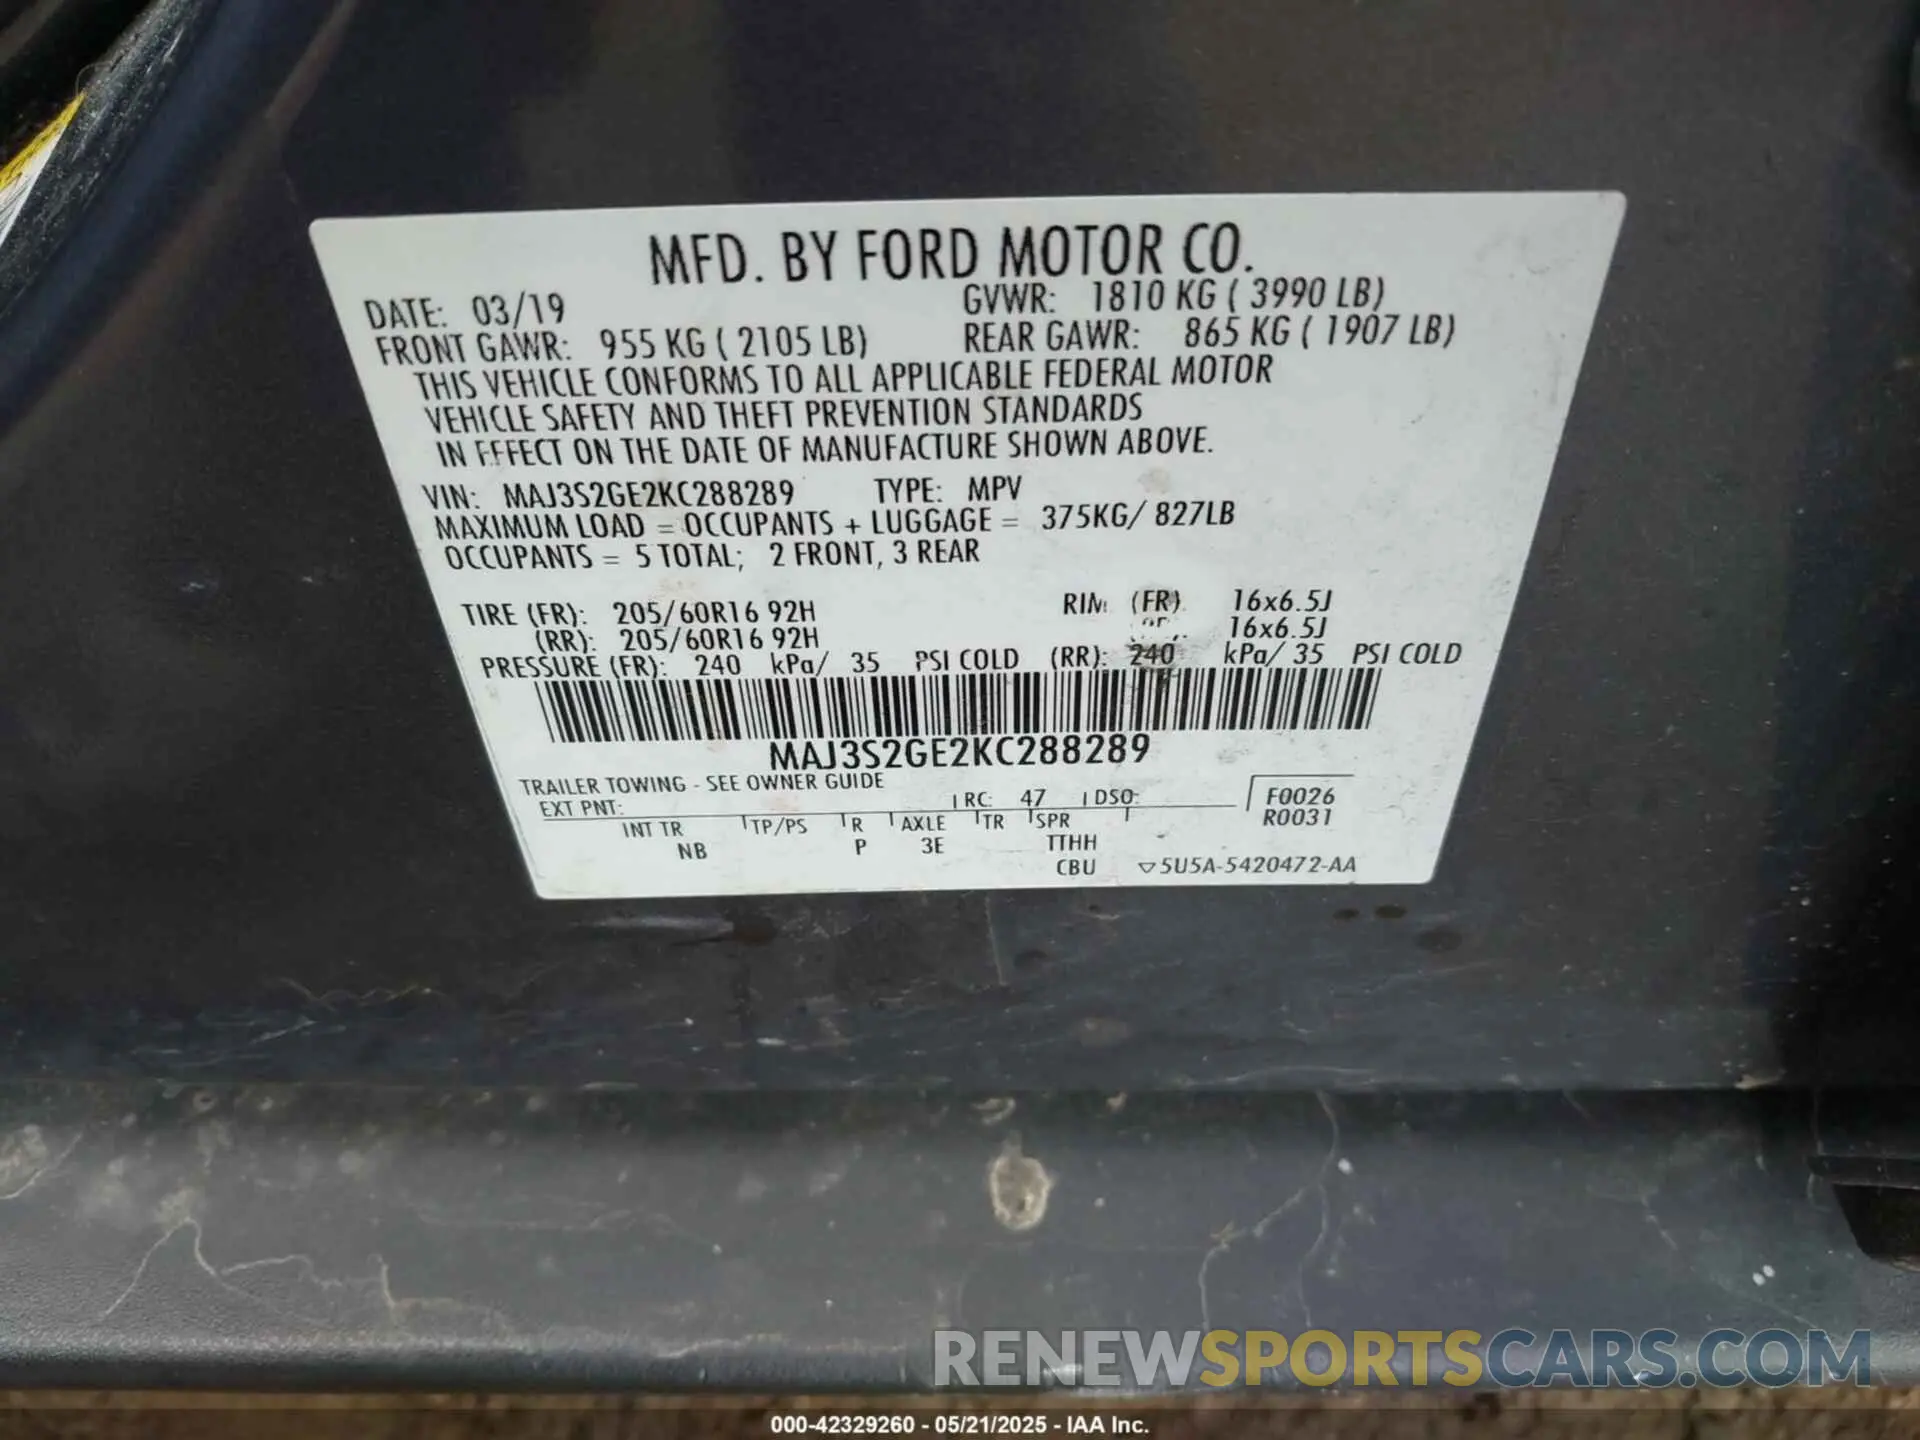 MFD. BY FORD MOTOR CO.
DATE: 03/19 GVWR: 1810 KG ( 3990 LB)
FRONT GAWR: 955 KG ( 2105 LB) REAR GAWR: 865 KG ( 1907 LB)
THIS VEHICLE CONFORMS TO ALL APPLICABLE FEDERAL MOTOR
VEHICLE SAFETY AND THEFT PREVENTION STANDARDS
IN EFFECT ON THE DATE OF MANUFACTURE SHOWN ABOVE.
VIN: MAJ3S2GE2KC288289 TYPE: MPV
MAXIMUM LOAD = OCCUPANTS + LUGGAGE = 375KG/ 827LB
OCCUPANTS = 5 TOTAL; 2 FRONT, 3 REAR
TIRE (FR): 205/60R16 92H RIM (FR) 16x6.5J
(RR): 205/60R16 92H 16x6.5J
PRESSURE (FR): 240 kPa/ 35 PSI COLD (RR): 240 kPa/ 35 PSI COLD
MAJ3S2GE2KC288289
TRAILER TOWING - SEE OWNER GUIDE
EXT PNT: RC: 47 DSO: F0026
INT TR TP/PS R AXLE TR SPR R0031
NB P 3E TTHH
CBU ▽5U5A-5420472-AA
RENEWSPORTSCARS.COM
000-42329260 - 05/21/2025 - IAA Inc.